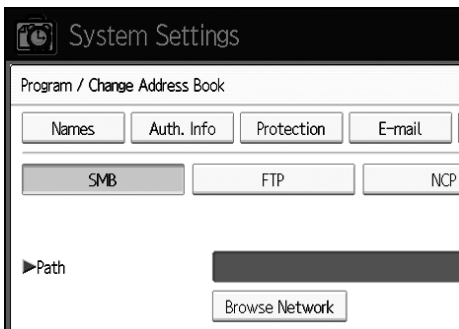 System Settings
Program / Change Address Book
Names Auth. Info Protection E-mail
SMB FTP NCP
▶Path
Browse Network